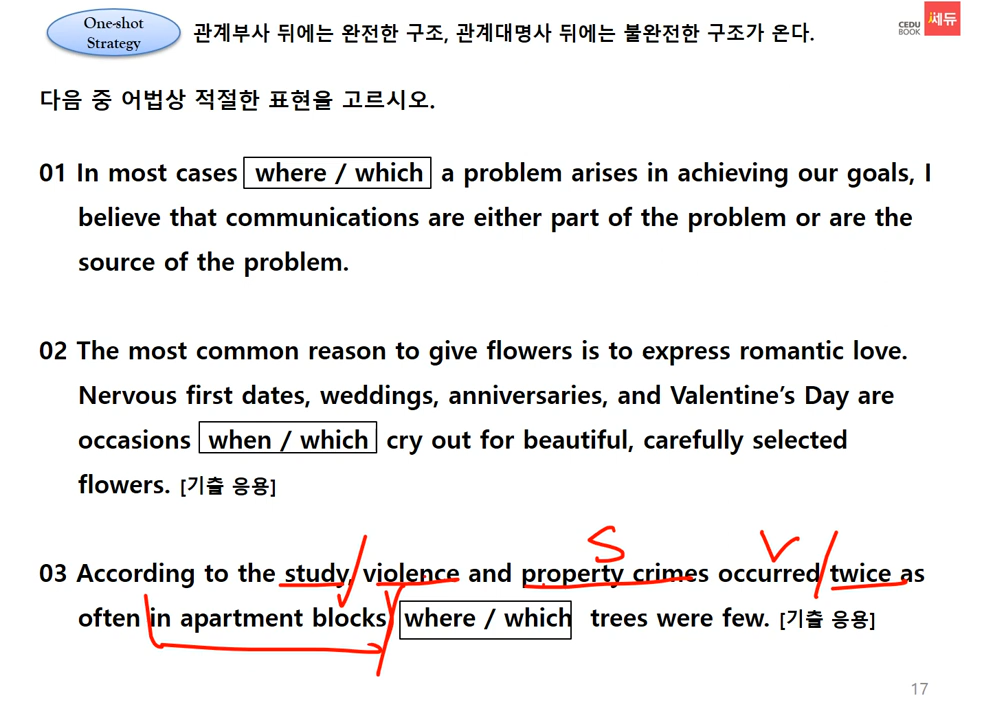 One-shot
Strategy
관계부사 뒤에는 완전한 구조, 관계대명사 뒤에는 불완전한 구조가 온다.
CEDU
BOOK
쎄듀
다음 중 어법상 적절한 표현을 고르시오.
01 In most cases where / which a problem arises in achieving our goals, I
believe that communications are either part of the problem or are the
source of the problem.
02 The most common reason to give flowers is to express romantic love.
Nervous first dates, weddings, anniversaries, and Valentine’s Day are
occasions when / which cry out for beautiful, carefully selected
flowers. [기출 응용]
S V
03 According to the study, violence and property crimes occurred twice as
often in apartment blocks where / which trees were few. [기출 응용]
17